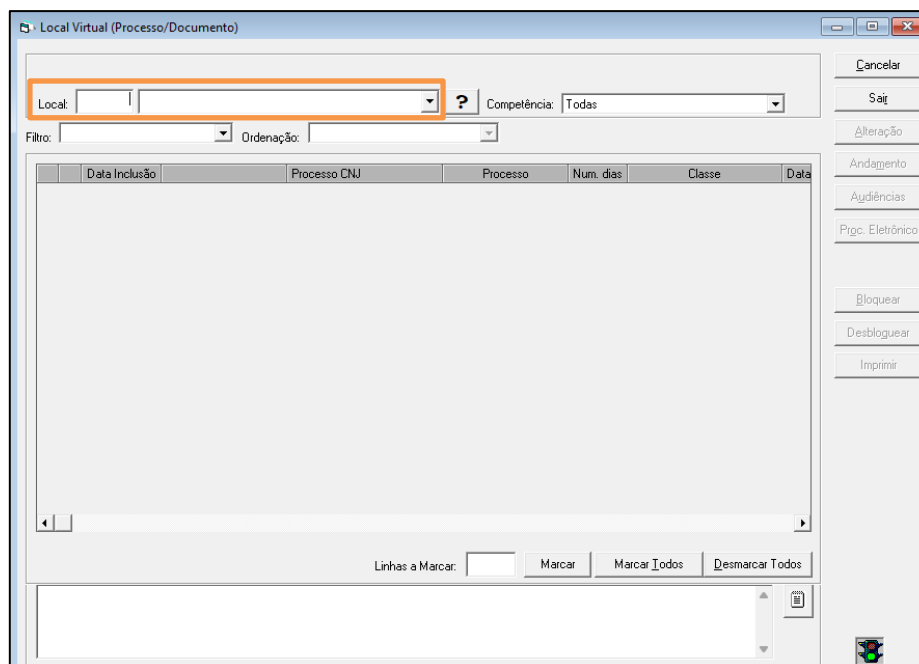 Local Virtual (Processo/Documento)
Cancelar
Local: ? Competência: Todas
Sair
Filtro: Ordenação:
Alteração
Andamento
Data Inclusão Processo CNJ Processo Num. dias Classe Data
Audiências
Proc. Eletrônico
Bloquear
Desbloquear
Imprimir
Linhas a Marcar: Marcar Marcar Todos Desmarcar Todos